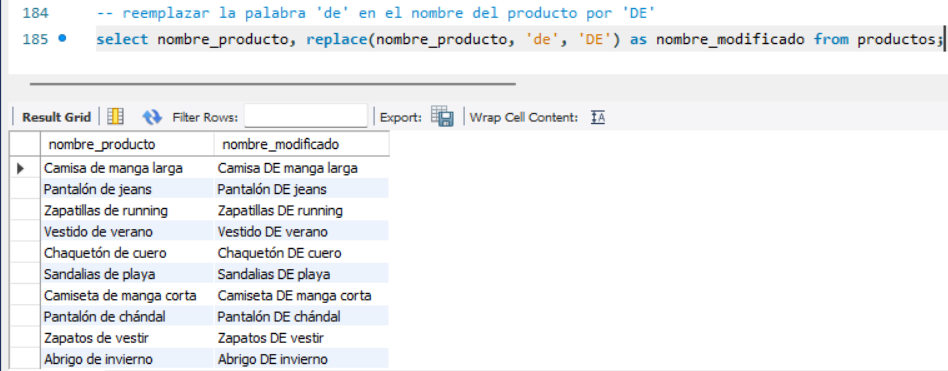 184 -- reemplazar la palabra 'de' en el nombre del producto por 'DE'
185 select nombre_producto, replace(nombre_producto, 'de', 'DE') as nombre_modificado from productos;
Result Grid Filter Rows: Export: Wrap Cell Content: IA
nombre_producto nombre_modificado
Camisa de manga larga Camisa DE manga larga
Pantalón de jeans Pantalón DE jeans
Zapatillas de running Zapatillas DE running
Vestido de verano Vestido DE verano
Chaquetón de cuero Chaquetón DE cuero
Sandalias de playa Sandalias DE playa
Camiseta de manga corta Camiseta DE manga corta
Pantalón de chándal Pantalón DE chándal
Zapatos de vestir Zapatos DE vestir
Abrigo de invierno Abrigo DE invierno